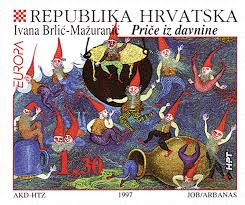 REPUBLIKA HRVATSKA
Ivana Brlić-Mažuranić Priče iz davnine
EUROPA
1,30
HPT
AKD-HTZ 1997 JOB/ARBANAS